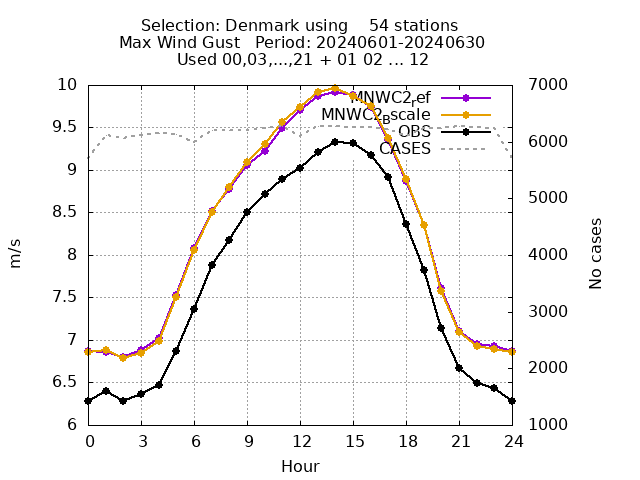 Selection: Denmark using    54 stations
Max Wind Gust   Period: 20240601-20240630
Used 00,03,...,21 + 01 02 ... 12
10
9.5
9
8.5
8
7.5
7
6.5
6
m/s
MNWC2_ref
MNWC2_Bscale
OBS
CASES
7000
6000
5000
4000
3000
2000
1000
No cases
0 3 6 9 12 15 18 21 24
Hour